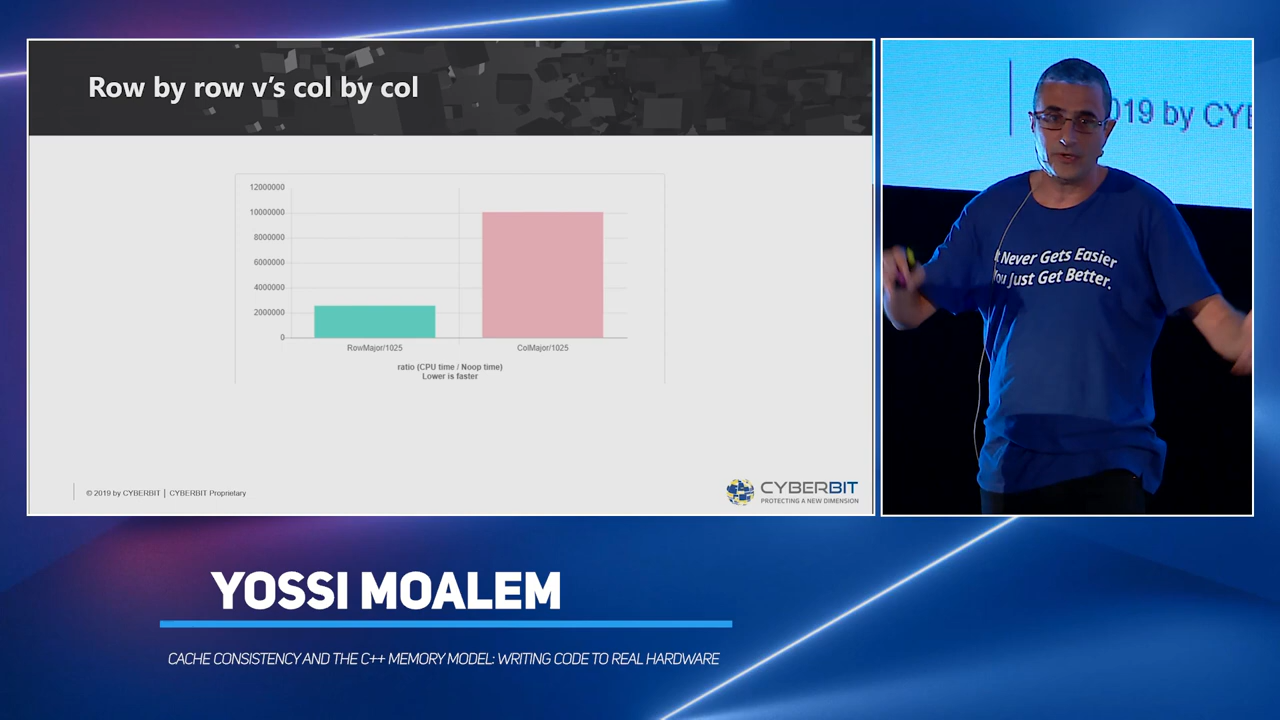 Row by row v's col by col
12000000
10000000
8000000
6000000
4000000
2000000
0
RowMajor/1025
ColMajor/1025
ratio (CPU time / Noop time)
Lower is faster
© 2019 by CYBERBIT | CYBERBIT Proprietary
CYBERBIT
PROTECTING A NEW DIMENSION
019 by CYB
It Never Gets Easier
You Just Get Better.
YOSSI MOALEM
CACHE CONSISTENCY AND THE C++ MEMORY MODEL: WRITING CODE TO REAL HARDWARE